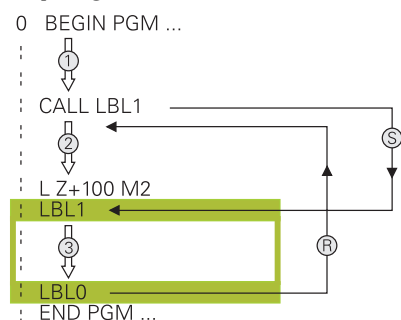 0 BEGIN PGM ...
1
CALL LBL1
S
2
L Z+100 M2
LBL1
3
R
LBL0
END PGM ...